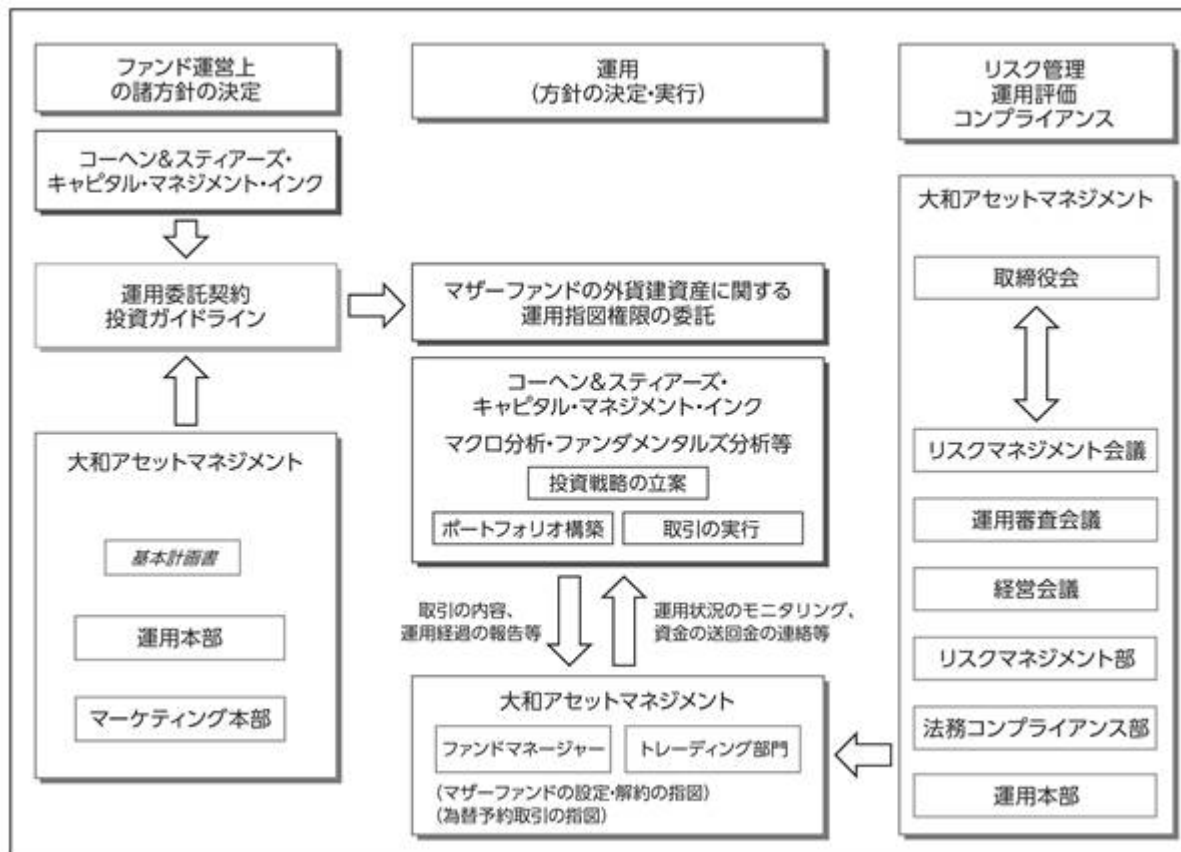 ファンド運営上
の諸方針の決定
コーヘン&スティアーズ・
キャピタル・マネジメント・インク
運用委託契約
投資ガイドライン
大和アセットマネジメント
基本計画書
運用本部
マーケティング本部
運用
(方針の決定・実行)
マザーファンドの外貨建資産に関する
運用指図権限の委託
コーヘン&スティアーズ・
キャピタル・マネジメント・インク
マクロ分析・ファンダメンタルズ分析等
投資戦略の立案
ポートフォリオ構築
取引の実行
取引の内容、
運用経過の報告等
運用状況のモニタリング、
資金の送回金の連絡等
大和アセットマネジメント
ファンドマネージャー
トレーディング部門
(マザーファンドの設定・解約の指図)
(為替予約取引の指図)
リスク管理
運用評価
コンプライアンス
大和アセットマネジメント
取締役会
リスクマネジメント会議
運用審査会議
経営会議
リスクマネジメント部
法務コンプライアンス部
運用本部